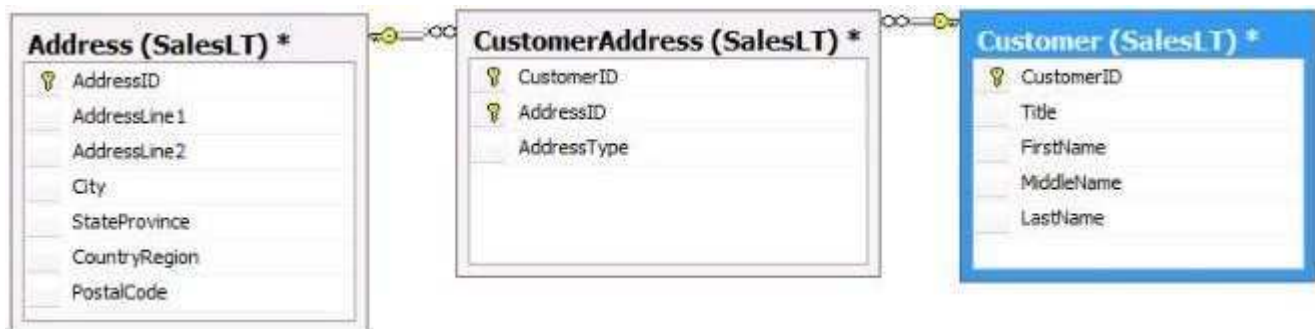 Address (SalesLT) *
AddressID
AddressLine1
AddressLine2
City
StateProvince
CountryRegion
PostalCode
CustomerAddress (SalesLT) *
CustomerID
AddressID
AddressType
Customer (SalesLT) *
CustomerID
Title
FirstName
MiddleName
LastName